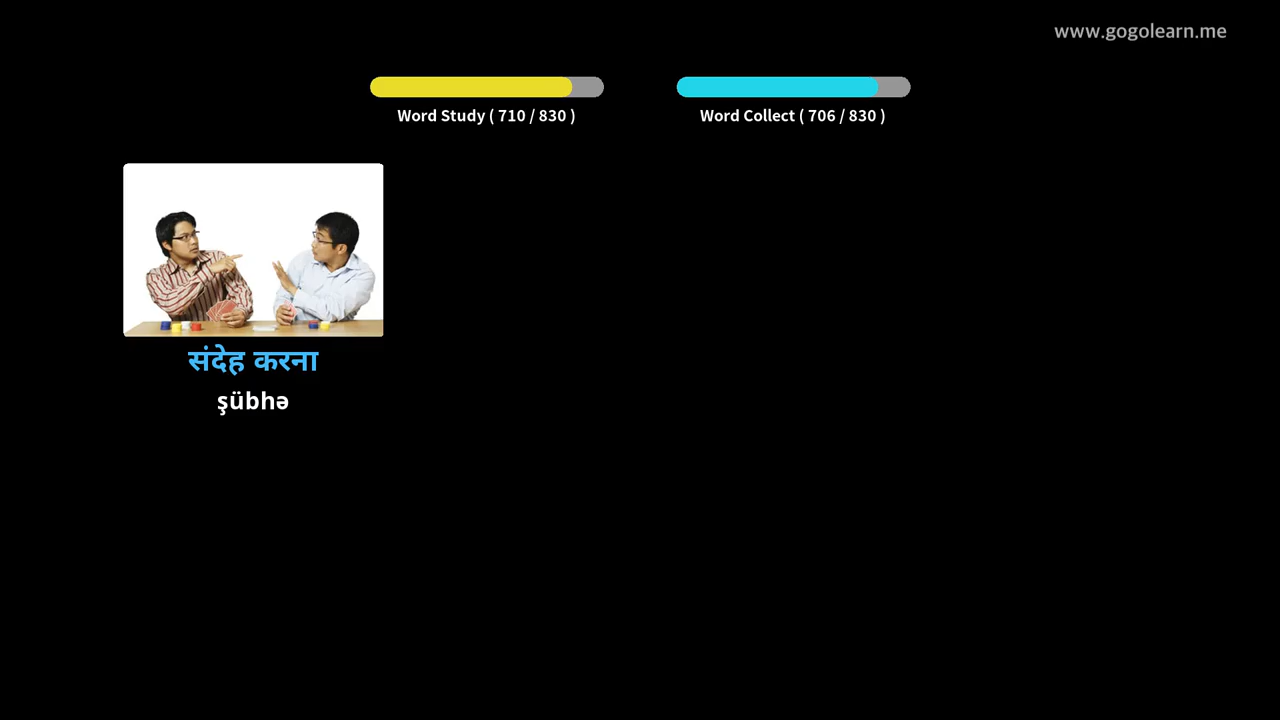 www.gogolearn.me
Word Study ( 710 / 830 )
Word Collect ( 706 / 830 )
संदेह करना
şübhə